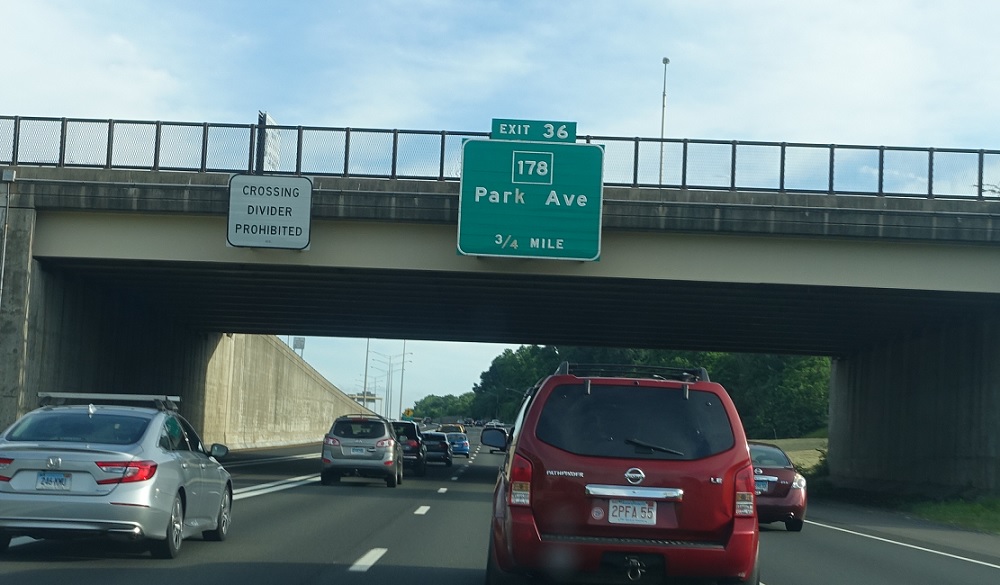 EXIT 36
178
Park Ave
3/4 MILE
CROSSING
DIVIDER
PROHIBITED
PATHFINDER
LE
2PFA 55